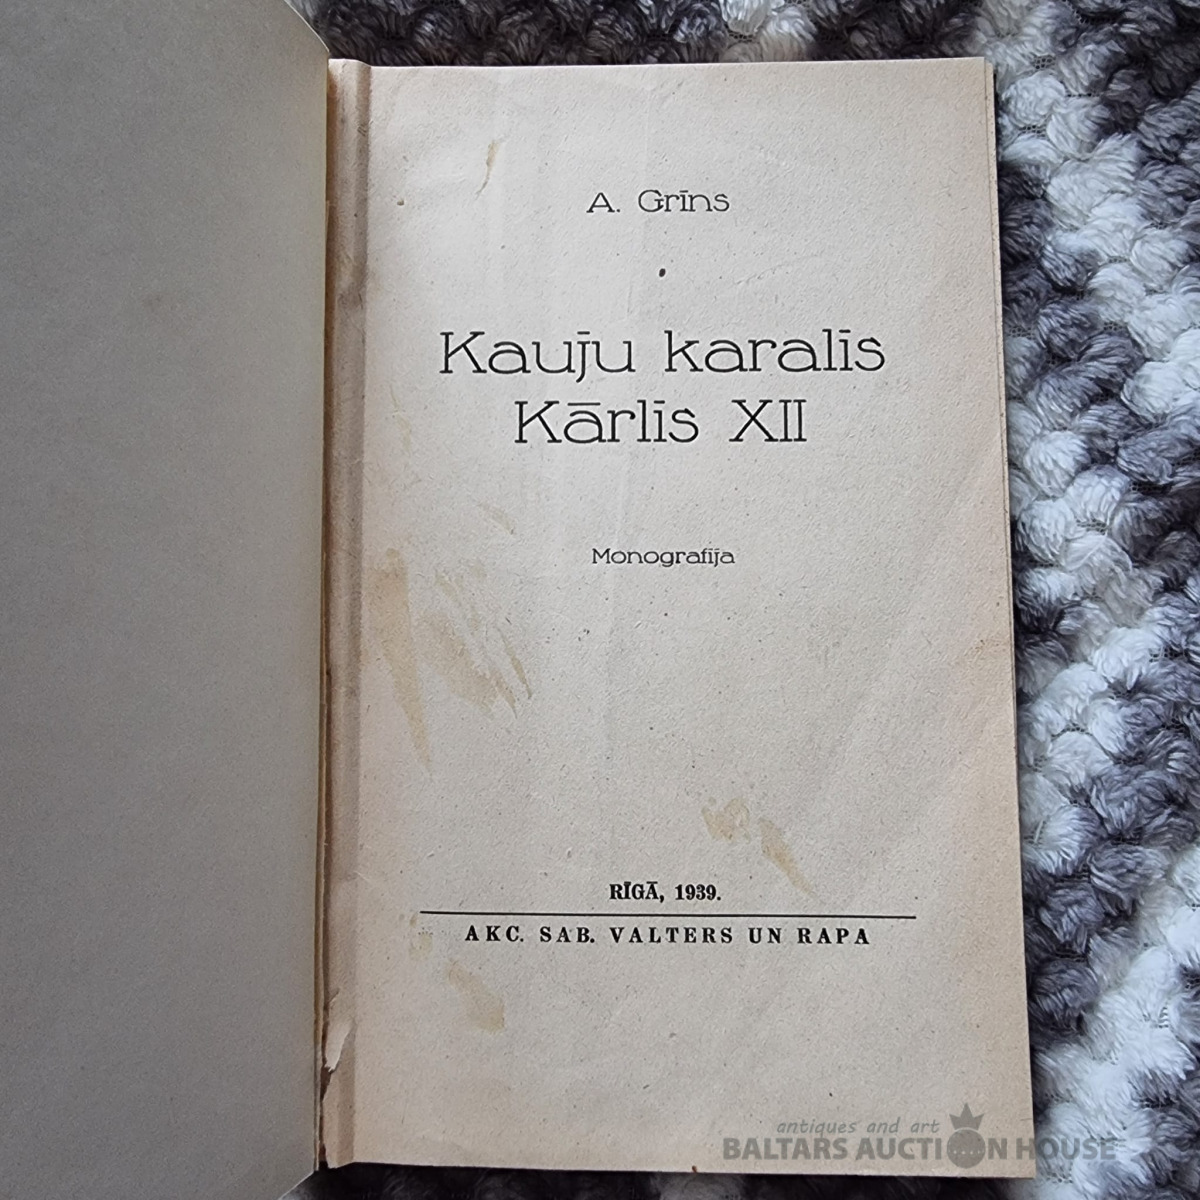 A. Grīns
Kauju karalis
Kārlis XII
Monografija
RĪGĀ, 1939.
AKC. SAB. VALTERS UN RAPA
antiques and art
BALTARS AUCTION HOUSE